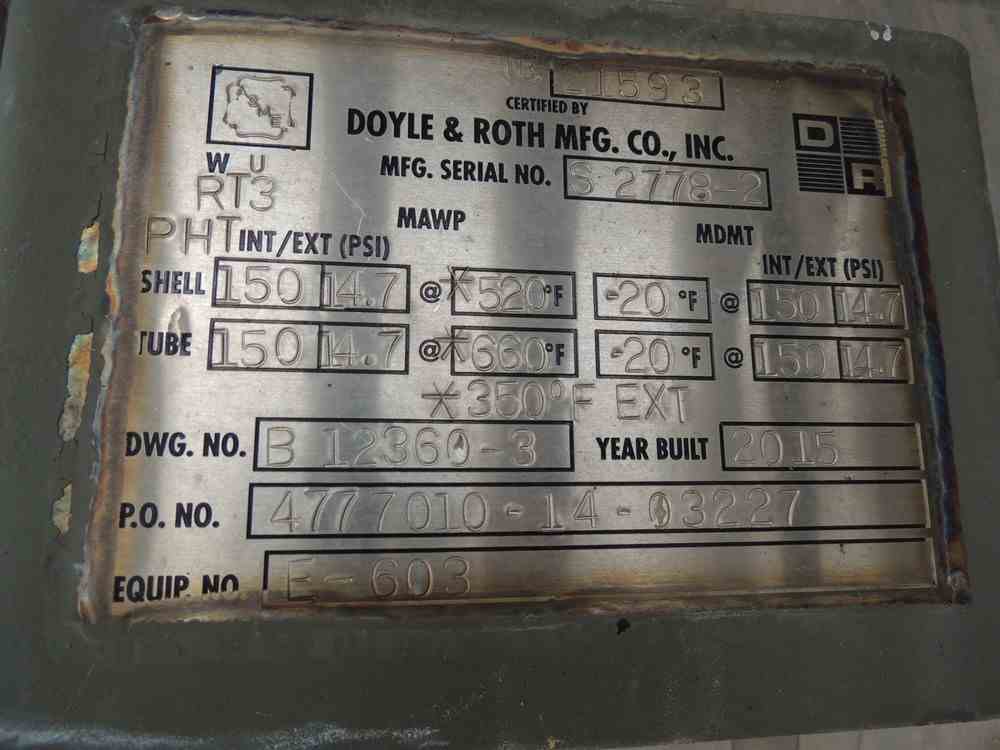 21593
CERTIFIED BY
DOYLE & ROTH MFG. CO., INC.
D
R
MFG. SERIAL NO. S 2778-2
W U
RT3
PHT
MAWP
MDMT
INT/EXT (PSI)
INT/EXT (PSI)
SHELL 150 14.7 @ *520°F -20 °F @ 150 14.7
TUBE 150 14.7 @ *660°F -20 °F @ 150 14.7
*350°F EXT
DWG. NO. B 12360-3 YEAR BUILT 2015
P.O. NO. 4777010-14-03227
EQUIP. NO. E-603